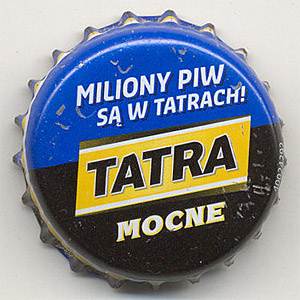 MILIONY PIW
SĄ W TATRACH!
TATRA
MOCNE